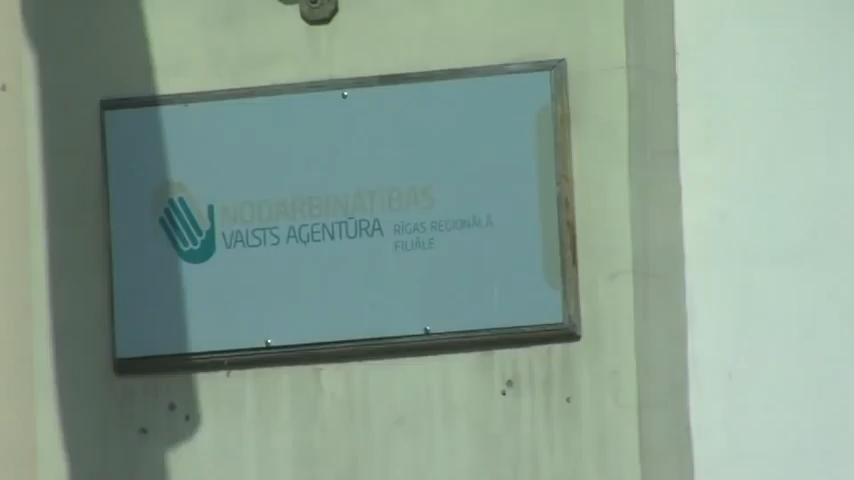 NODARBINĀTĪBAS
VALSTS AĢENTŪRA
RĪGAS REĢIONĀLĀ
FILIĀLE